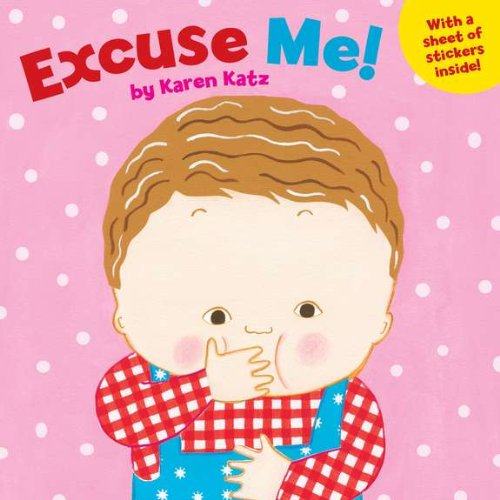 Excuse Me!
by Karen Katz
With a
sheet of
stickers
inside!